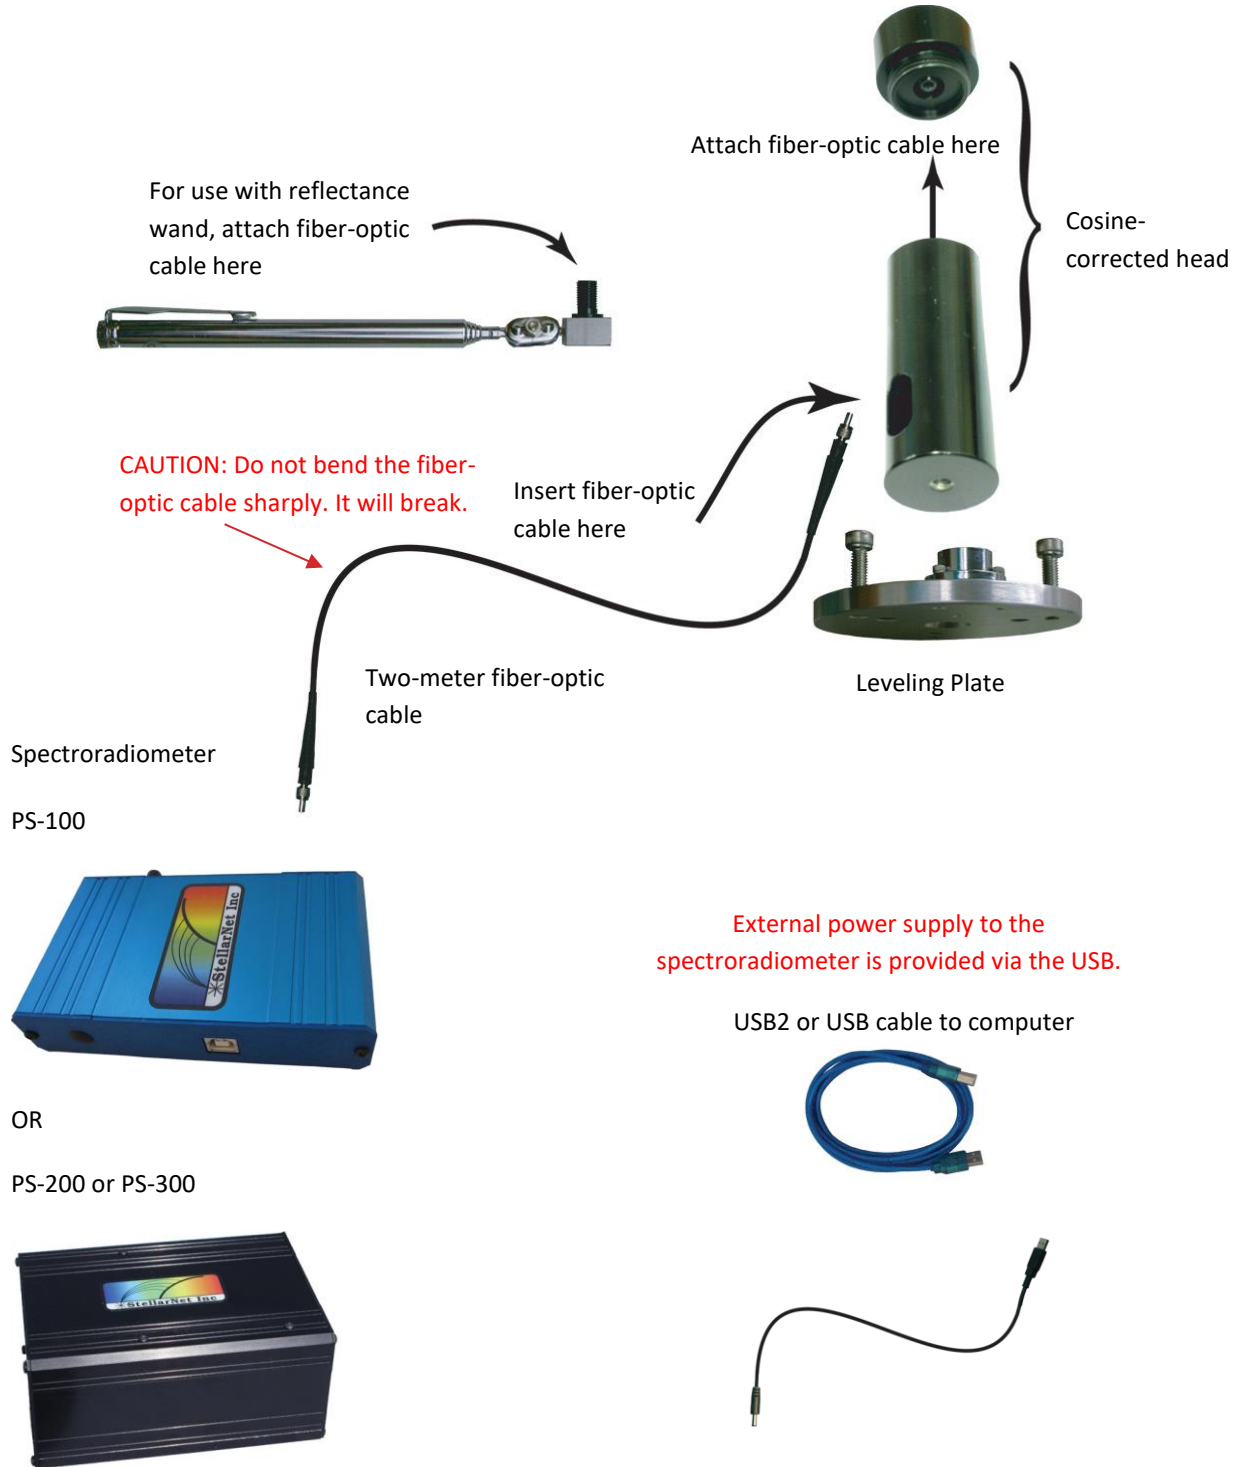 Attach fiber-optic cable here
For use with reflectance
wand, attach fiber-optic
cable here
Cosine-
corrected head
CAUTION: Do not bend the fiber-
optic cable sharply. It will break.
Insert fiber-optic
cable here
Two-meter fiber-optic
cable
Leveling Plate
Spectroradiometer
PS-100
StellarNet Inc
External power supply to the
spectroradiometer is provided via the USB.
USB2 or USB cable to computer
OR
PS-200 or PS-300
StellarNet Inc